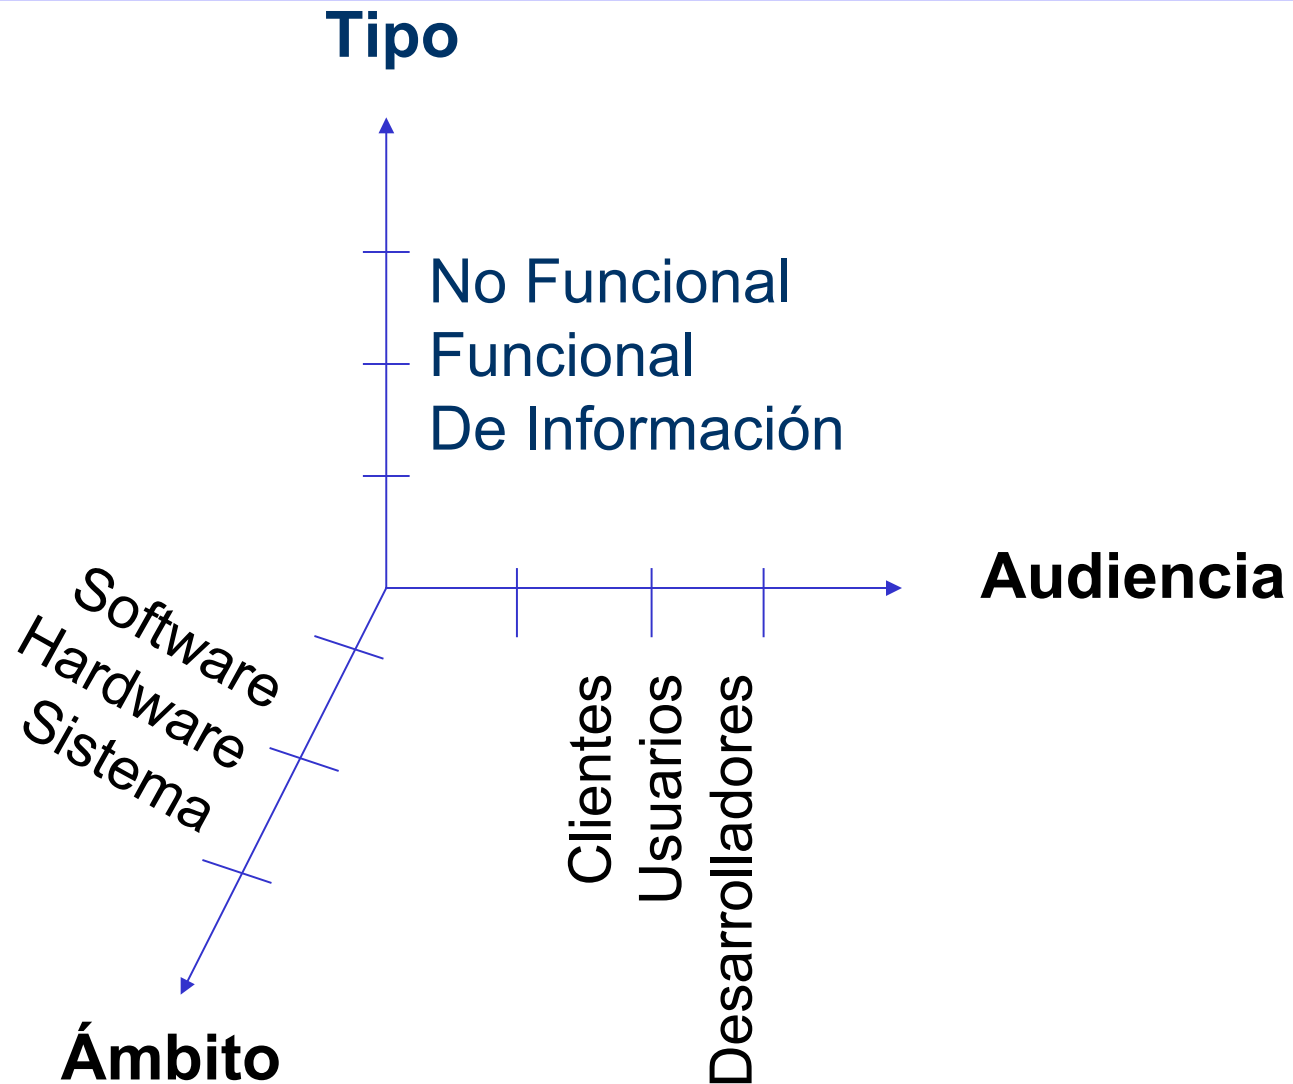 Tipo
No Funcional
Funcional
De Información
Audiencia
Software
Hardware
Sistema
Clientes
Usuarios
Desarrolladores
Ámbito